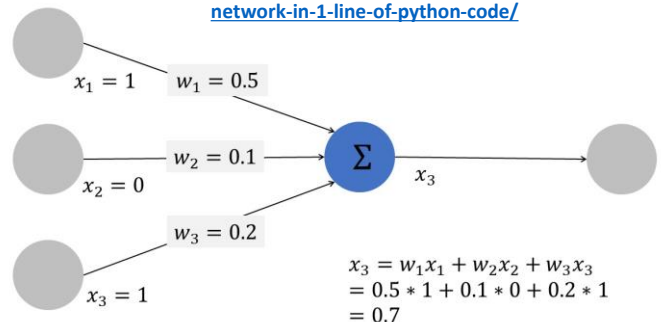 network-in-1-line-of-python-code/
x₁ = 1
w₁ = 0.5
x₂ = 0
w₂ = 0.1
Σ
x₃
w₃ = 0.2
x₃ = 1
x₃ = w₁x₁ + w₂x₂ + w₃x₃
= 0.5 * 1 + 0.1 * 0 + 0.2 * 1
= 0.7